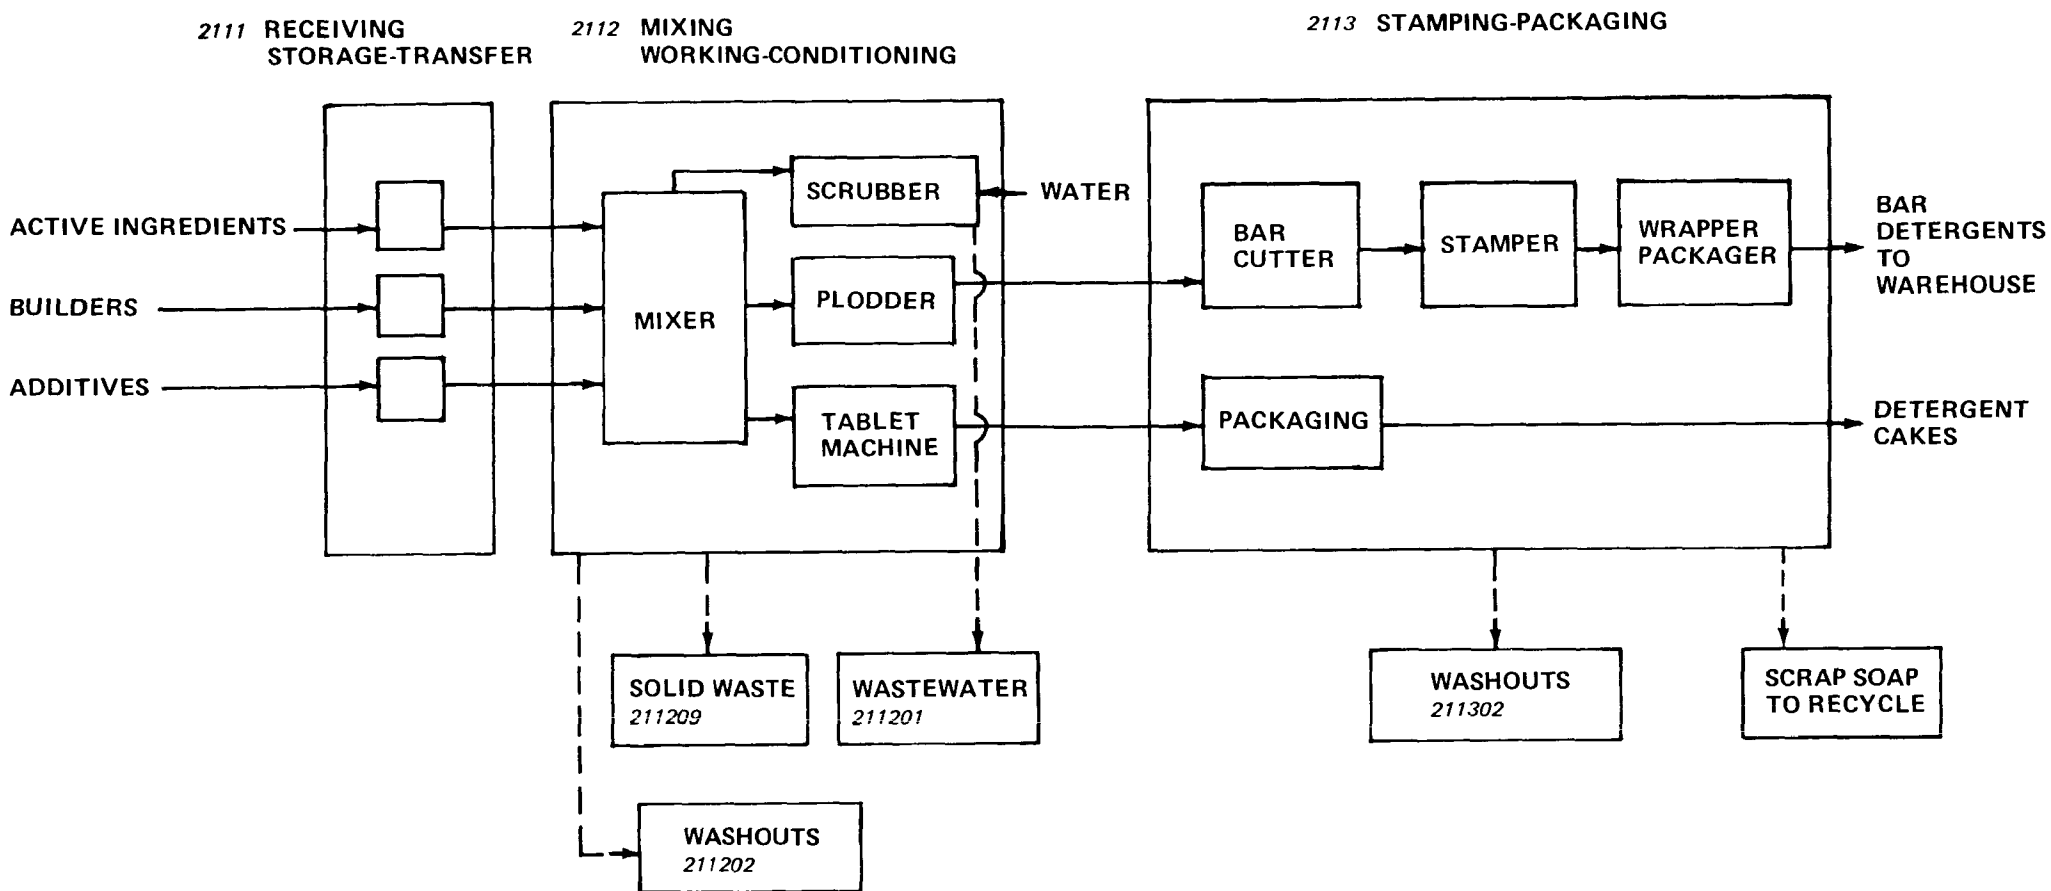 2111 RECEIVING
STORAGE-TRANSFER
2112 MIXING
WORKING-CONDITIONING
2113 STAMPING-PACKAGING
ACTIVE INGREDIENTS
BUILDERS
ADDITIVES
MIXER
SCRUBBER
WATER
PLODDER
TABLET
MACHINE
BAR
CUTTER
STAMPER
WRAPPER
PACKAGER
BAR
DETERGENTS
TO
WAREHOUSE
PACKAGING
DETERGENT
CAKES
SOLID WASTE
211209
WASTEWATER
211201
WASHOUTS
211302
SCRAP SOAP
TO RECYCLE
WASHOUTS
211202